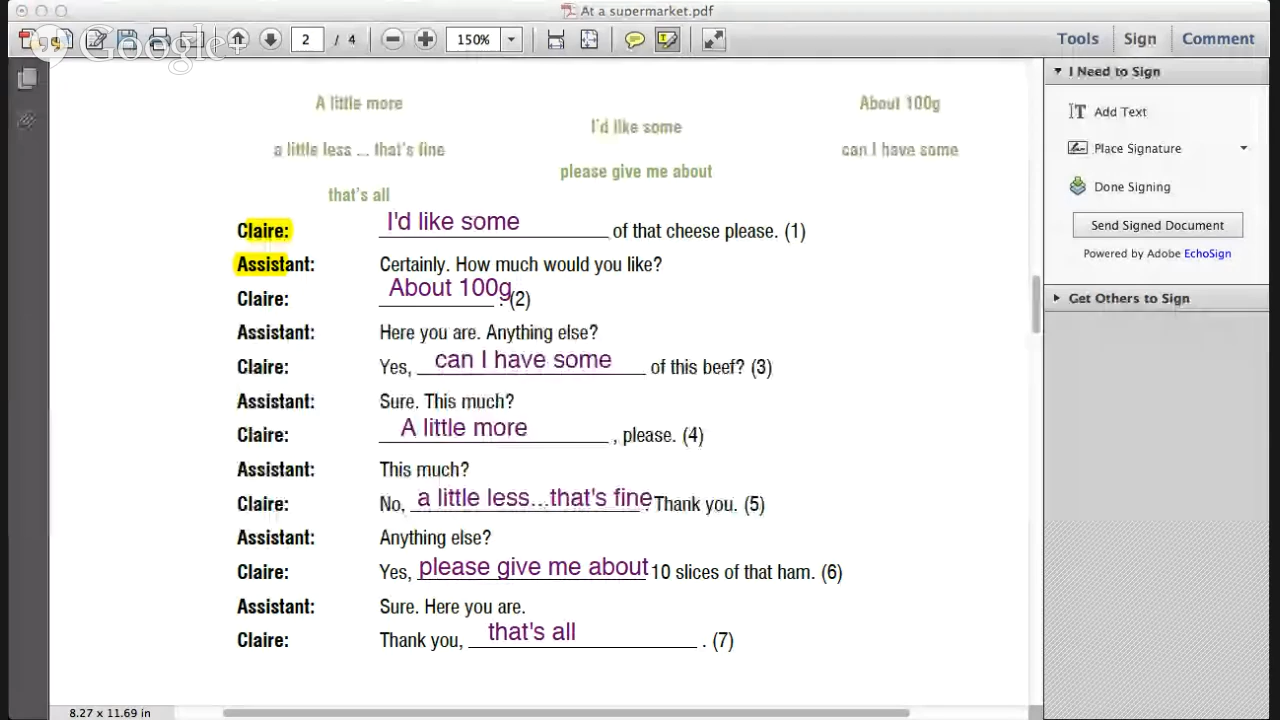 At a supermarket.pdf
Google+
2 / 4
150%
Tools Sign Comment
I Need to Sign
Add Text
Place Signature
Done Signing
Send Signed Document
Powered by Adobe EchoSign
Get Others to Sign
A little more
About 100g
I'd like some
a little less ... that's fine
can I have some
please give me about
that's all
Claire: I'd like some of that cheese please. (1)
Assistant: Certainly. How much would you like?
Claire: About 100g . (2)
Assistant: Here you are. Anything else?
Claire: Yes, can I have some of this beef? (3)
Assistant: Sure. This much?
Claire: A little more , please. (4)
Assistant: This much?
Claire: No, a little less...that's fine . Thank you. (5)
Assistant: Anything else?
Claire: Yes, please give me about 10 slices of that ham. (6)
Assistant: Sure. Here you are.
Claire: Thank you, that's all . (7)
8.27 x 11.69 in